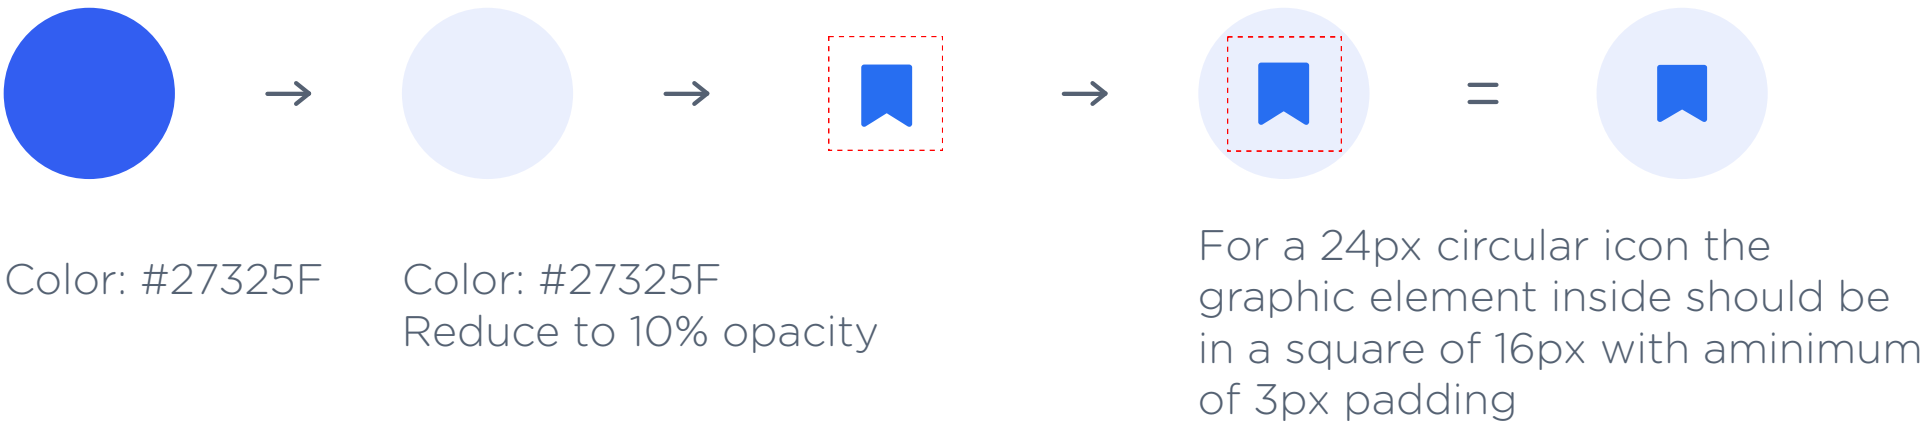 Color: #27325F
Color: #27325F
Reduce to 10% opacity
For a 24px circular icon the
graphic element inside should be
in a square of 16px with aminimum
of 3px padding